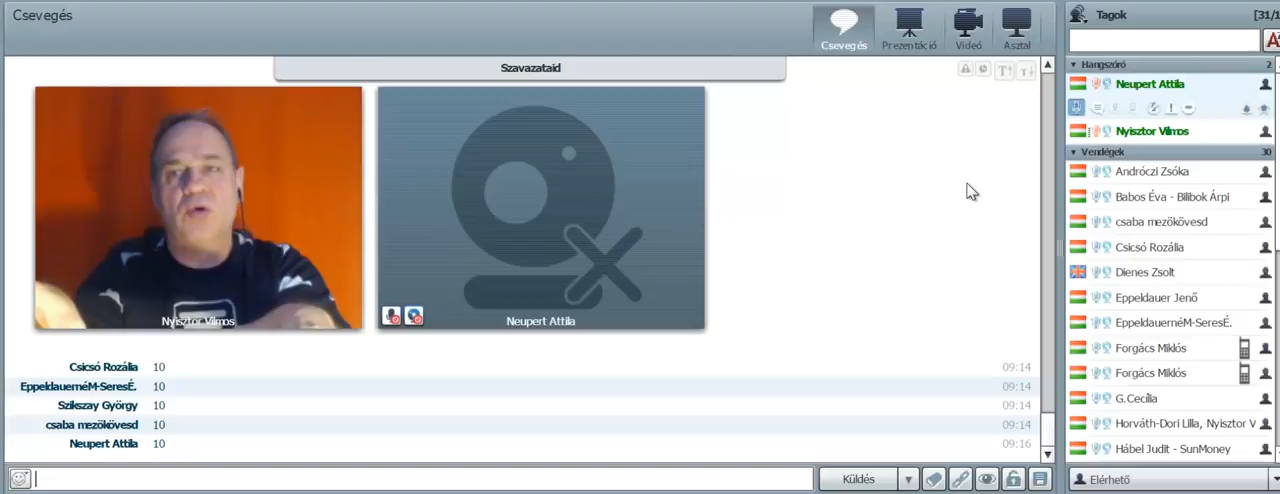 Csevegés
Csevegés
Prezentáció
Videó
Asztal
Szavazataid
Nyisztor Vilmos
Neupert Attila
Csicsó Rozália 10 09:14
EppeldauernéM-SeresÉ. 10 09:14
Szikszay György 10 09:14
csaba mezökövesd 10 09:14
Neupert Attila 10 09:16
Küldés
Tagok [31/1
Hangszóró 2
Neupert Attila
Nyisztor Vilmos
Vendégek 30
Andróczi Zsóka
Babos Éva - Bilibok Árpi
csaba mezökövesd
Csicsó Rozália
Dienes Zsolt
Eppeldauer Jenő
EppeldauernéM-SeresÉ.
Forgács Miklós
Forgács Miklós
G.Cecília
Horváth-Dori Lilla, Nyisztor V
Hábel Judit - SunMoney
Elérhető